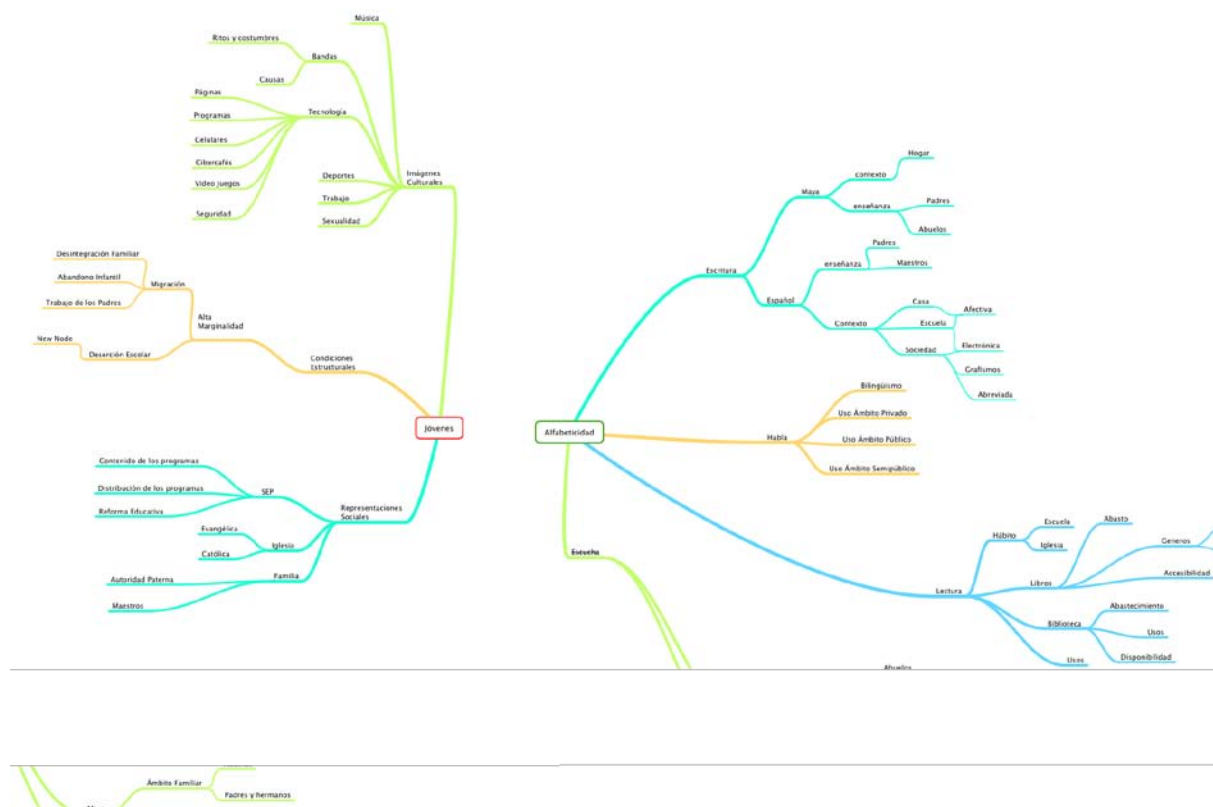 Música
Ritos y costumbres
Bandas
Causas
Páginas
Programas
Tecnología
Celulares
Cibercafés
Video juegos
Seguridad
Imágenes
Culturales
Deportes
Trabajo
Sexualidad
Desintegración Familiar
Abandono Infantil
Migración
Trabajo de los Padres
Alta
Marginalidad
New Node
Deserción Escolar
Condiciones
Estructurales
Jóvenes
Contenido de los programas
Distribución de los programas
SEP
Reforma Educativa
Representaciones
Sociales
Evangélica
Iglesia
Católica
Autoridad Paterna
Familia
Maestros
Hogar
contexto
Maya
enseñanza
Padres
Abuelos
Escritura
Padres
enseñanza
Maestros
Español
Contexto
Casa
Escuela
Sociedad
Afectiva
Electrónica
Grafismos
Abreviada
Alfabeticidad
Habla
Bilingüismo
Uso Ámbito Privado
Uso Ámbito Público
Uso Ámbito Semipúblico
Escucha
Lectura
Hábito
Escuela
Iglesia
Libros
Abasto
Generos
Accesibilidad
Biblioteca
Abastecimiento
Usos
Disponibilidad
Usos
Ámbito Familiar
Padres y hermanos